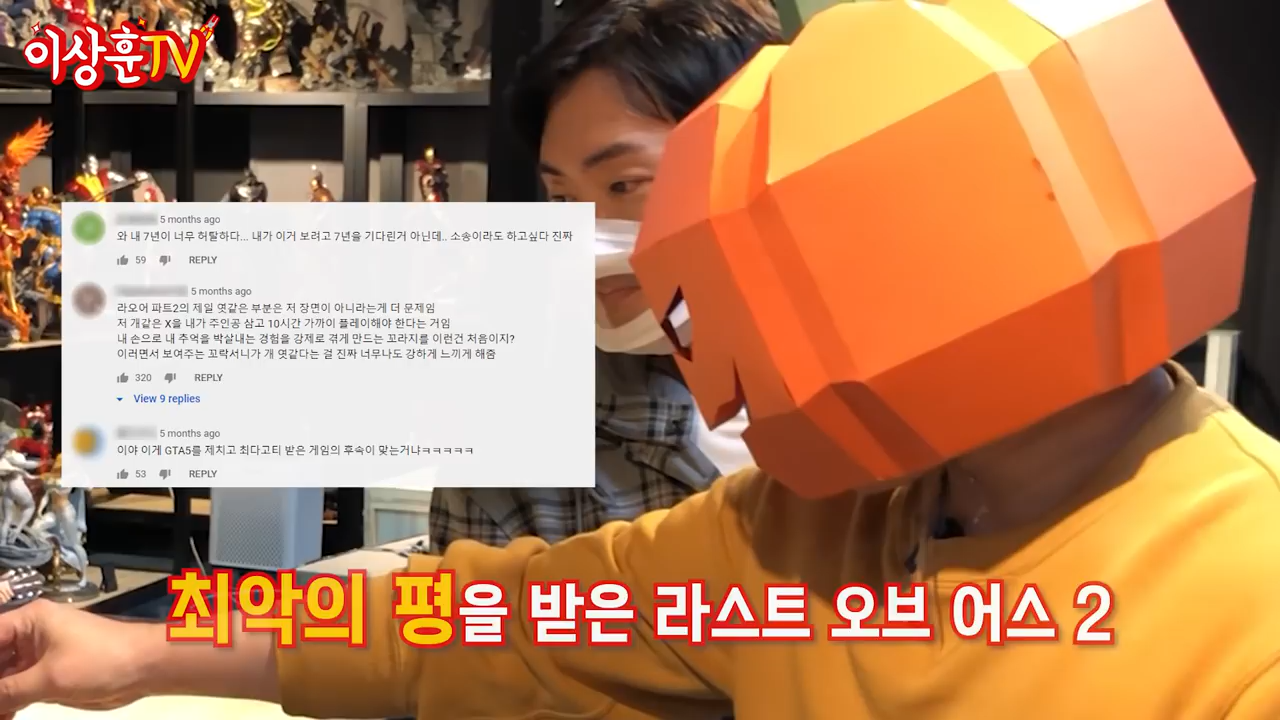 이상훈TV
5 months ago
와 내 7년이 너무 허탈하다... 내가 이거 보려고 7년을 기다린거 아닌데.. 소송이라도 하고싶다 진짜
59 REPLY
5 months ago
라오어 파트2의 제일 엿같은 부분은 저 장면이 아니라는게 더 문제임
저 개같은 X을 내가 주인공 삼고 10시간 가까이 플레이해야 한다는 거임
내 손으로 내 추억을 박살내는 경험을 강제로 겪게 만드는 꼬라지를 이런건 처음이지?
이러면서 보여주는 꼬락서니가 개 엿같다는 걸 진짜 너무나도 강하게 느끼게 해줌
320 REPLY
View 9 replies
5 months ago
이야 이게 GTA5를 제치고 최다고티 받은 게임의 후속이 맞는거냐ㅋㅋㅋㅋㅋ
53 REPLY
최악의 평을 받은 라스트 오브 어스 2